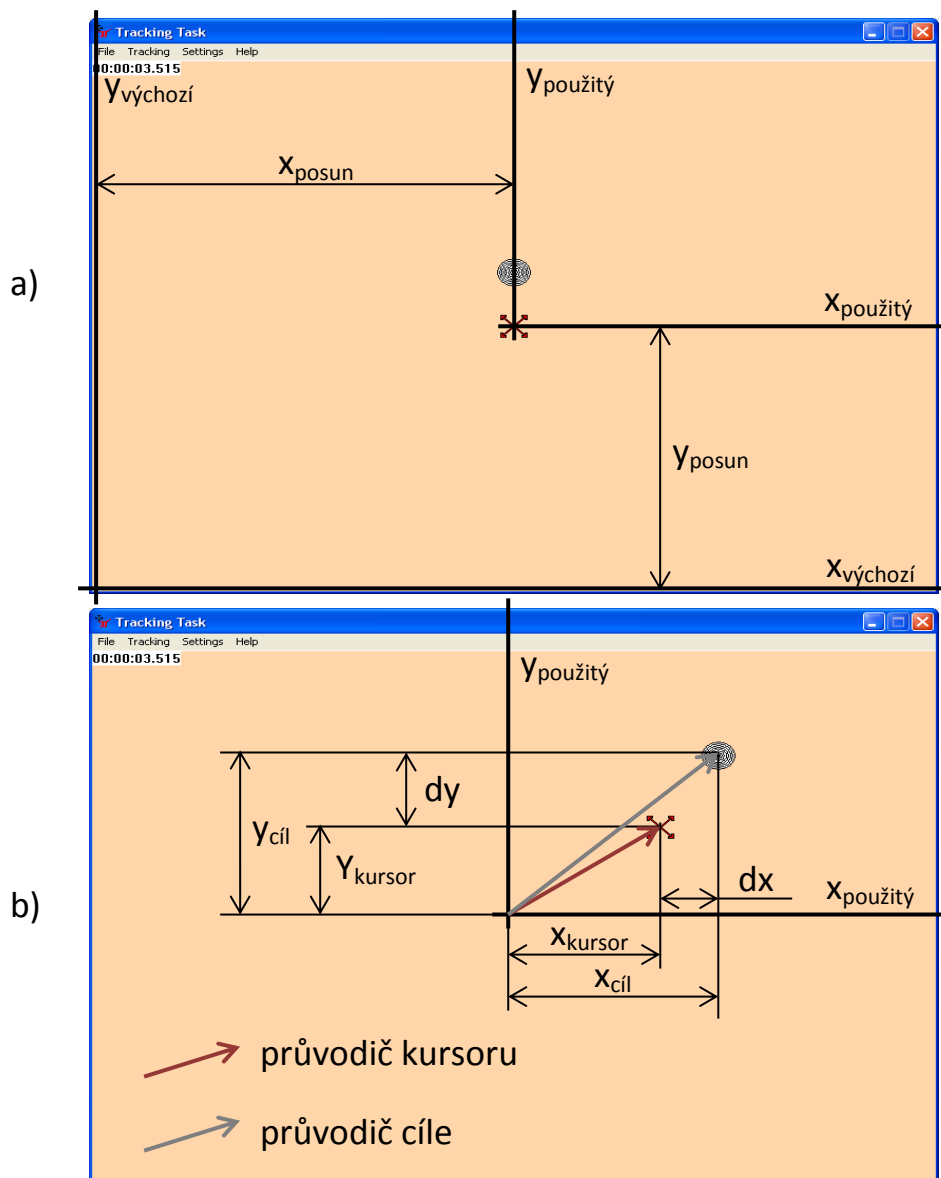 Tracking Task
File Tracking Settings Help
00:00:03.515
yvýchozí
ypoužitý
xposun
a)
xpoužitý
yposun
xvýchozí
Tracking Task
File Tracking Settings Help
00:00:03.515
ypoužitý
dy
ycíl
Ykursor
dx
b)
xpoužitý
xkursor
xcíl
průvodič kursoru
průvodič cíle